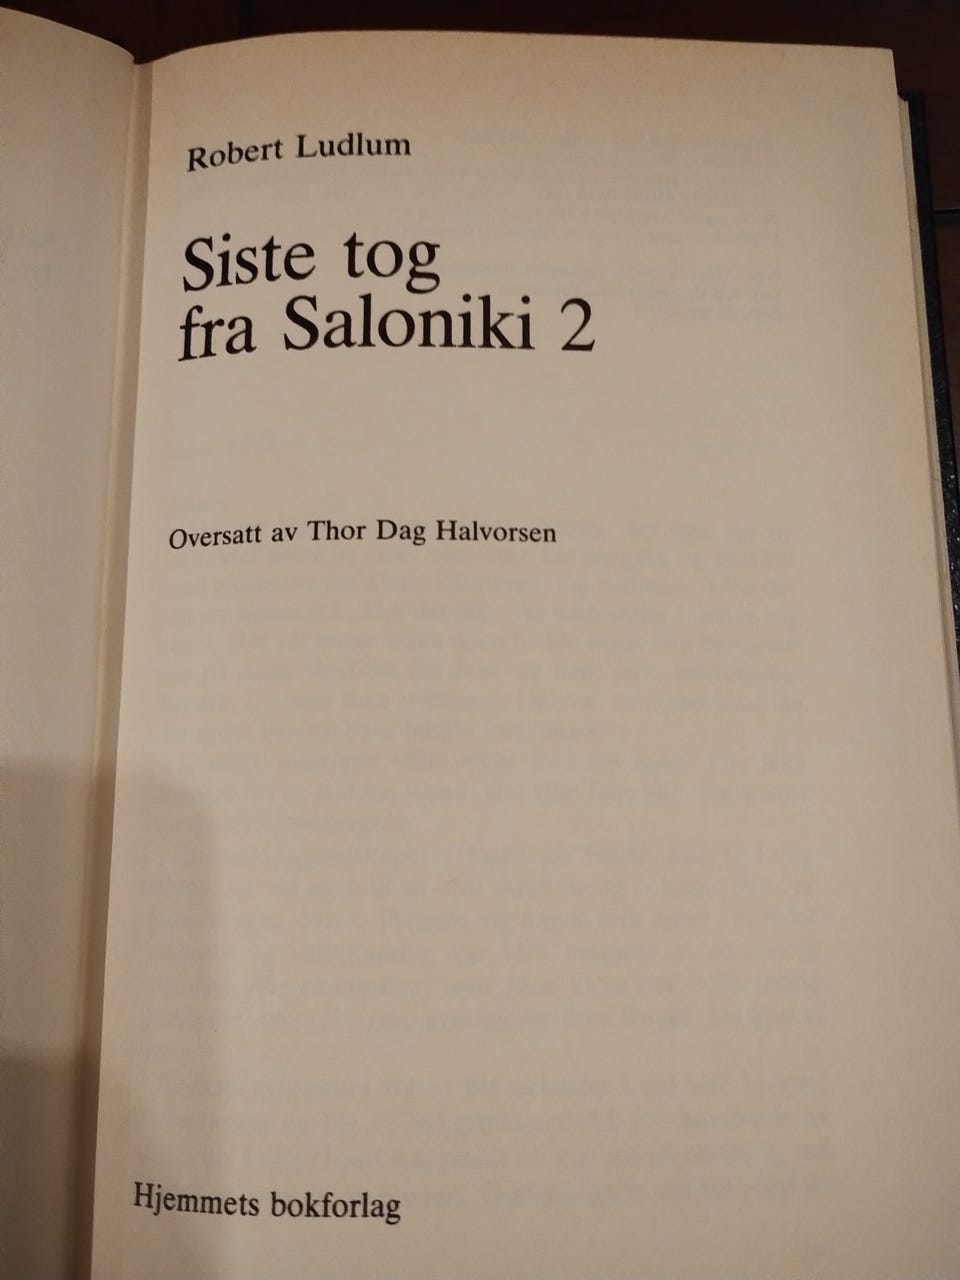 Robert Ludlum
Siste tog
fra Saloniki 2
Oversatt av Thor Dag Halvorsen
Hjemmets bokforlag